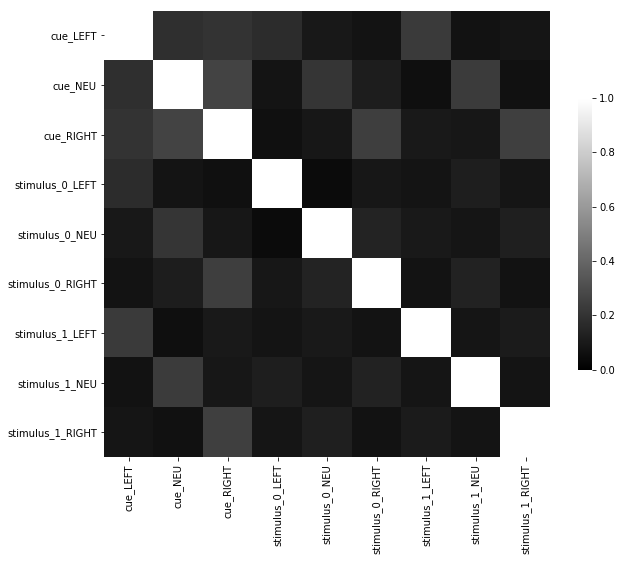 cue_LEFT
cue_NEU
cue_RIGHT
stimulus_0_LEFT
stimulus_0_NEU
stimulus_0_RIGHT
stimulus_1_LEFT
stimulus_1_NEU
stimulus_1_RIGHT
cue_LEFT
cue_NEU
cue_RIGHT
stimulus_0_LEFT
stimulus_0_NEU
stimulus_0_RIGHT
stimulus_1_LEFT
stimulus_1_NEU
stimulus_1_RIGHT
1.0
0.8
0.6
0.4
0.2
0.0